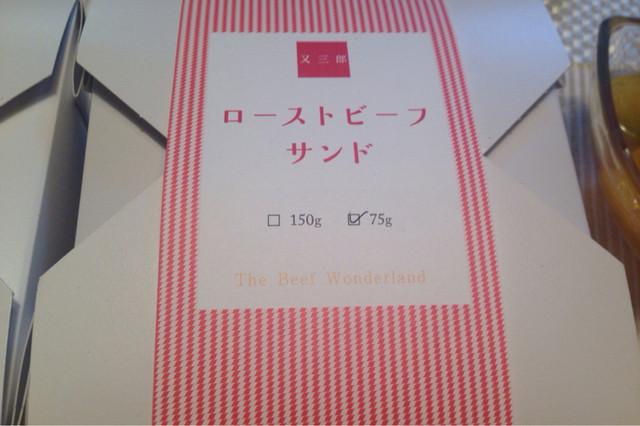 又三郎
ローストビーフ
サンド
☐ 150g ☑ 75g
The Beef Wonderland